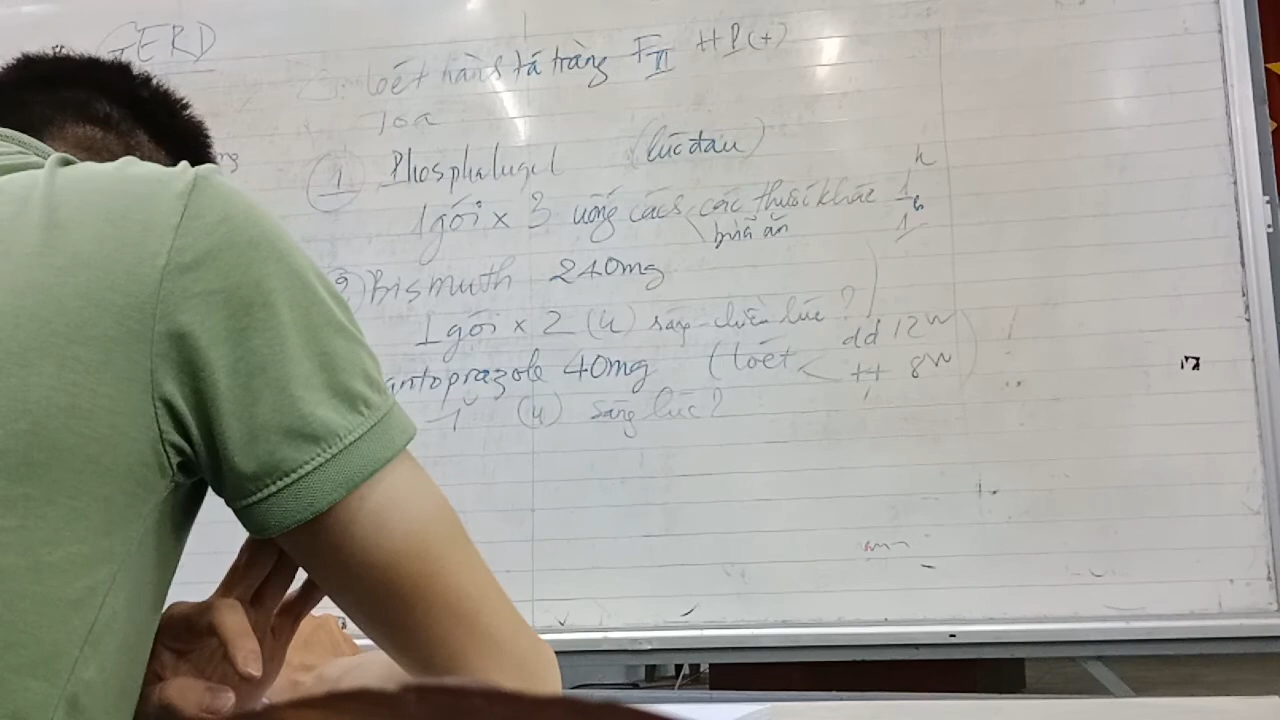 GERD
loét hành tá tràng FII HP(+)
Toa
① Phosphalugel (lúc đau)
1 gói x 3 uống cách các thuốc khác 1h
bữa ăn 1h
Bismuth 240mg
1 gói x 2 (u) sáng - chiều lúc?
antoprazole 40mg (loét dd 12W
tt 8W)
1 (u) sáng lúc?